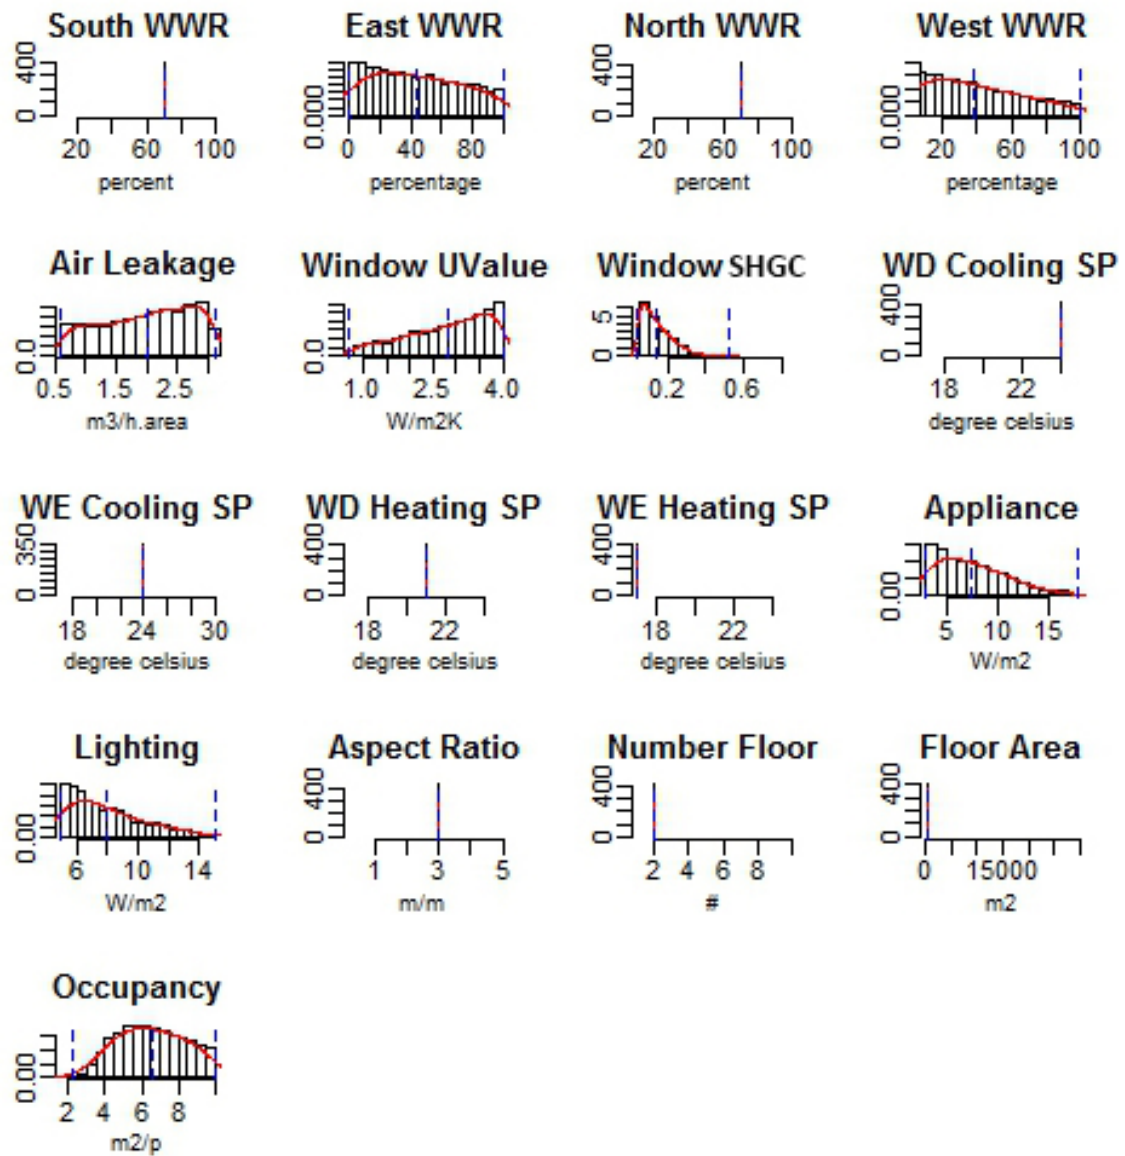 South WWR East WWR North WWR West WWR
400 0.000 400 0.000
0 0
20 60 100 0 40 80 20 60 100 20 60 100
percent percentage percent percentage
Air Leakage Window UValue Window SHGC WD Cooling SP
0.0 0.0 5 400
0 0
0.5 1.5 2.5 1.0 2.5 4.0 0.2 0.6 18 22
m3/h.area W/m2K degree celsius
WE Cooling SP WD Heating SP WE Heating SP Appliance
350 400 400 0.00
0 0 0
18 24 30 18 22 18 22 5 10 15
degree celsius degree celsius degree celsius W/m2
Lighting Aspect Ratio Number Floor Floor Area
0.00 400 400 400
0 0 0
6 10 14 1 3 5 2 4 6 8 0 15000
W/m2 m/m # m2
Occupancy
0.00
2 4 6 8
m2/p